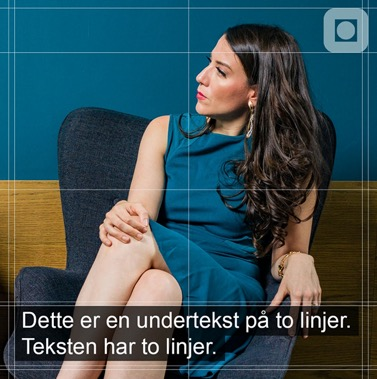 Dette er en undertekst på to linjer.
Teksten har to linjer.